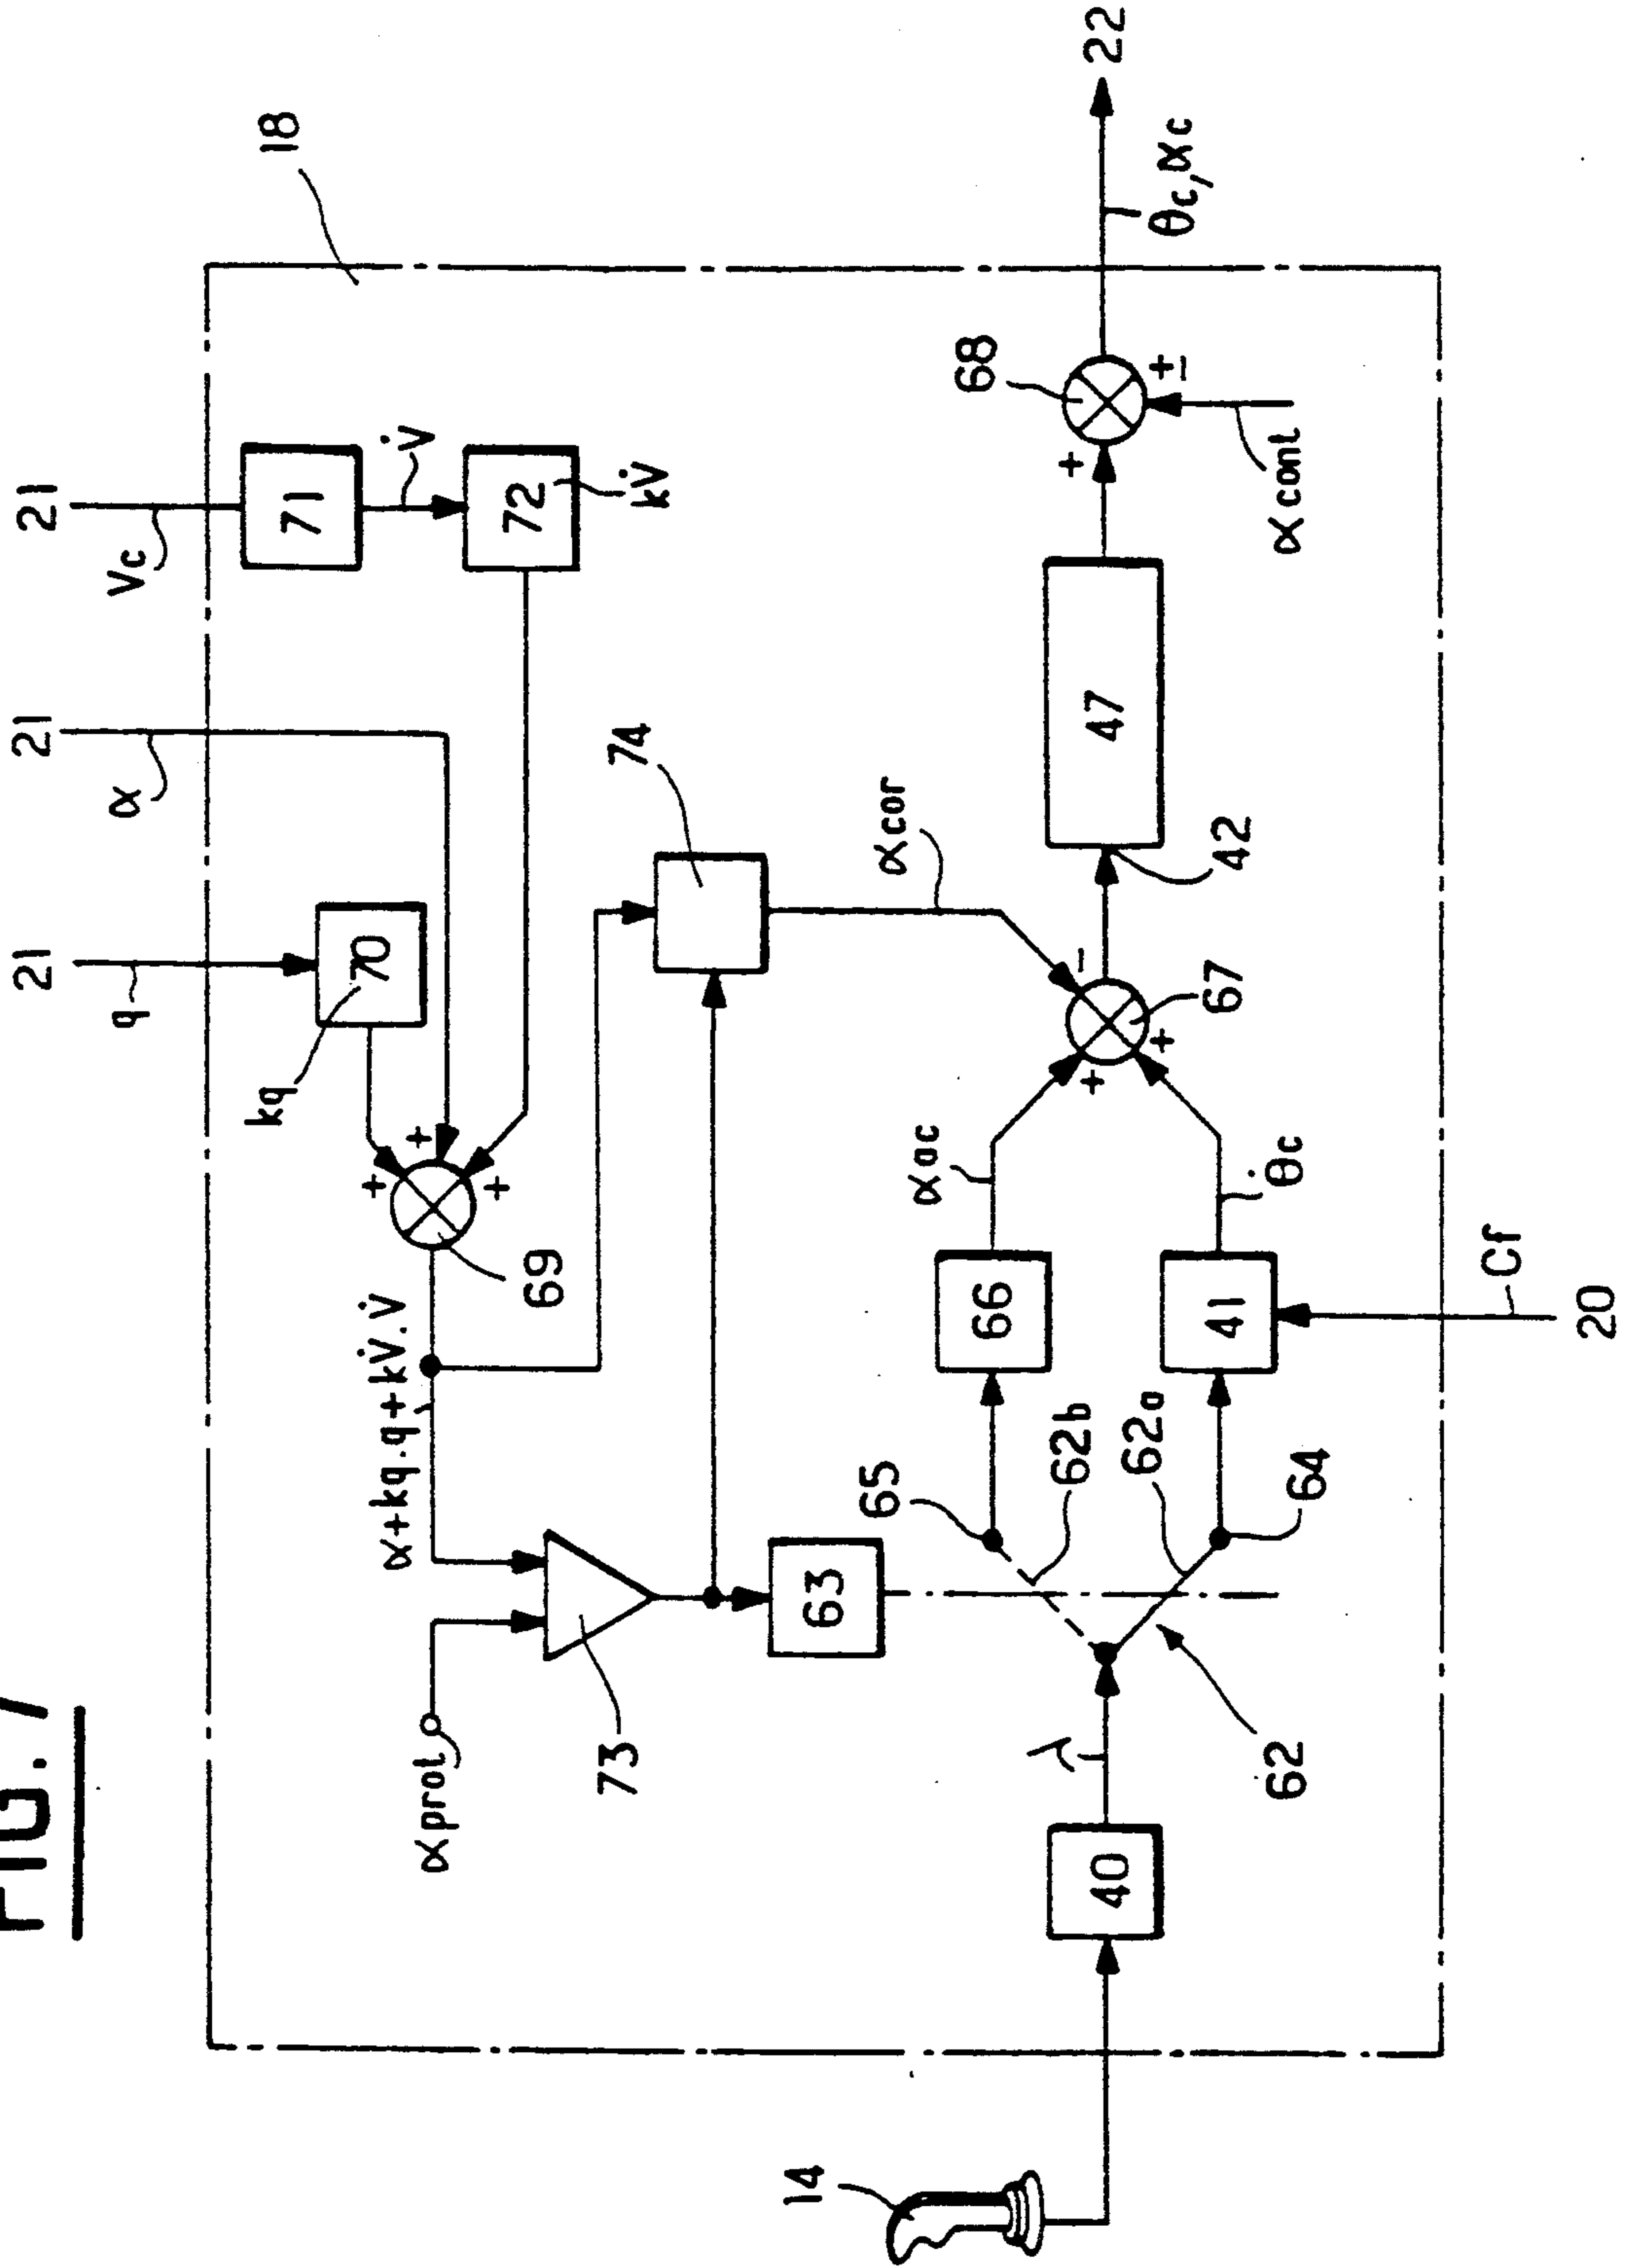 FIG. 7
18
21
21
21
q
α
Vc
70
kq
71
V̇
72
kV̇
69
α+kq.q+kV̇.V̇
αprot
73
74
63
αcor
65
66
αac
62b
62a
64
41
θ̇c
Cf
20
67
42
47
68
+
+
+
+
+
-
+
±
αcont
θc, αc
22
14
40
λ
62